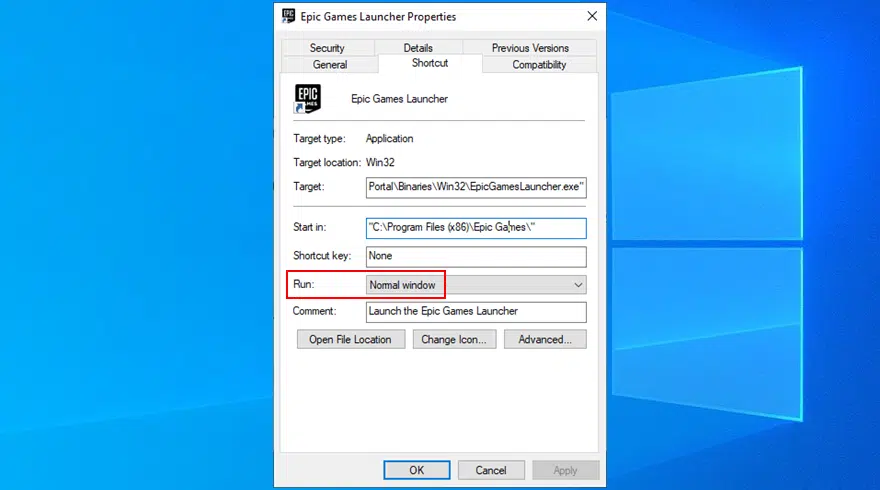 Epic Games Launcher Properties
Security Details Previous Versions
General Shortcut Compatibility
EPIC
GAMES
Epic Games Launcher
Target type: Application
Target location: Win32
Target: Portal\Binaries\Win32\EpicGamesLauncher.exe"
Start in: "C:\Program Files (x86)\Epic Games\"
Shortcut key: None
Run: Normal window
Comment: Launch the Epic Games Launcher
Open File Location Change Icon... Advanced...
OK Cancel Apply